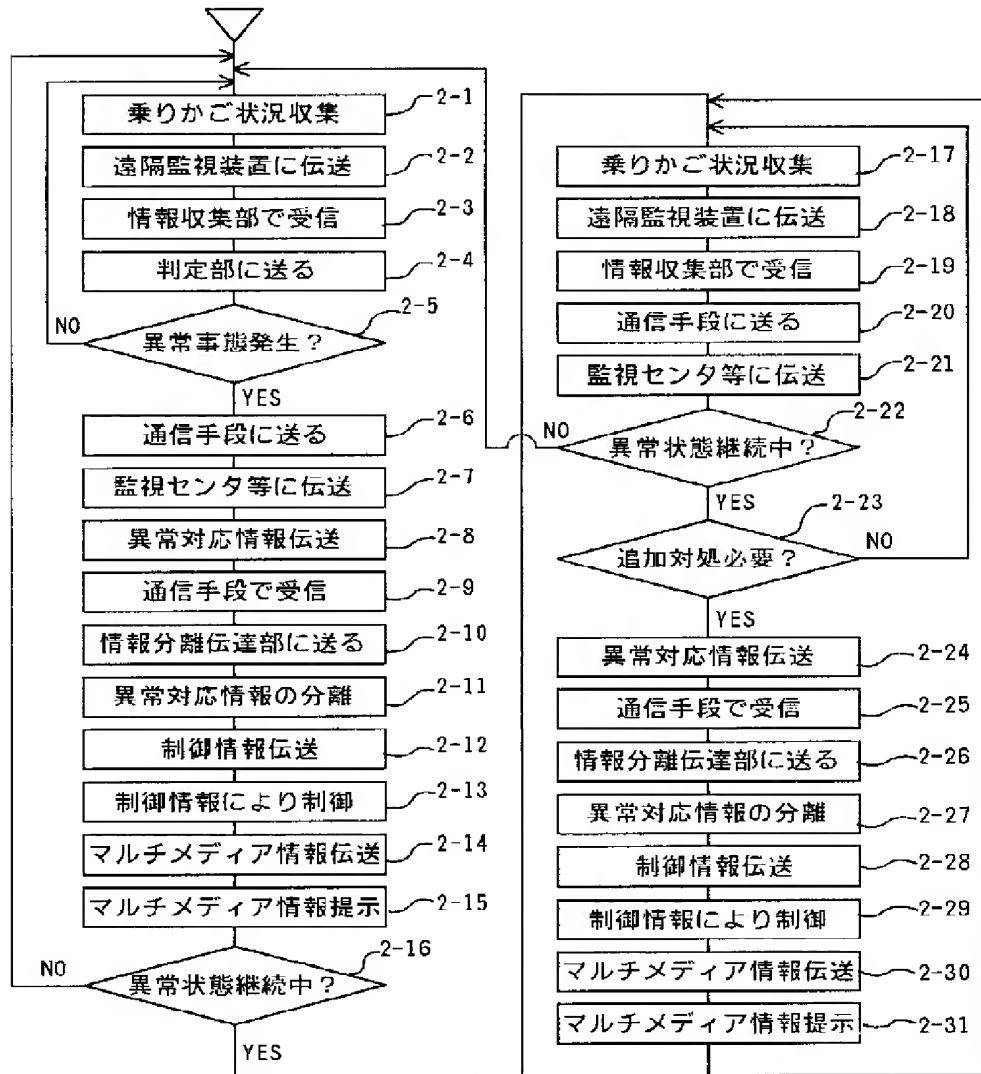 乗りかご状況収集 2-1
遠隔監視装置に伝送 2-2
情報収集部で受信 2-3
判定部に送る 2-4
2-5
NO
異常事態発生?
YES
通信手段に送る 2-6
監視センタ等に伝送 2-7
異常対応情報伝送 2-8
通信手段で受信 2-9
情報分離伝達部に送る 2-10
異常対応情報の分離 2-11
制御情報伝送 2-12
制御情報により制御 2-13
マルチメディア情報伝送 2-14
マルチメディア情報提示 2-15
2-16
NO
異常状態継続中?
YES
乗りかご状況収集 2-17
遠隔監視装置に伝送 2-18
情報収集部で受信 2-19
通信手段に送る 2-20
監視センタ等に伝送 2-21
2-22
NO
異常状態継続中?
YES
2-23
追加対処必要?
NO
YES
異常対応情報伝送 2-24
通信手段で受信 2-25
情報分離伝達部に送る 2-26
異常対応情報の分離 2-27
制御情報伝送 2-28
制御情報により制御 2-29
マルチメディア情報伝送 2-30
マルチメディア情報提示 2-31